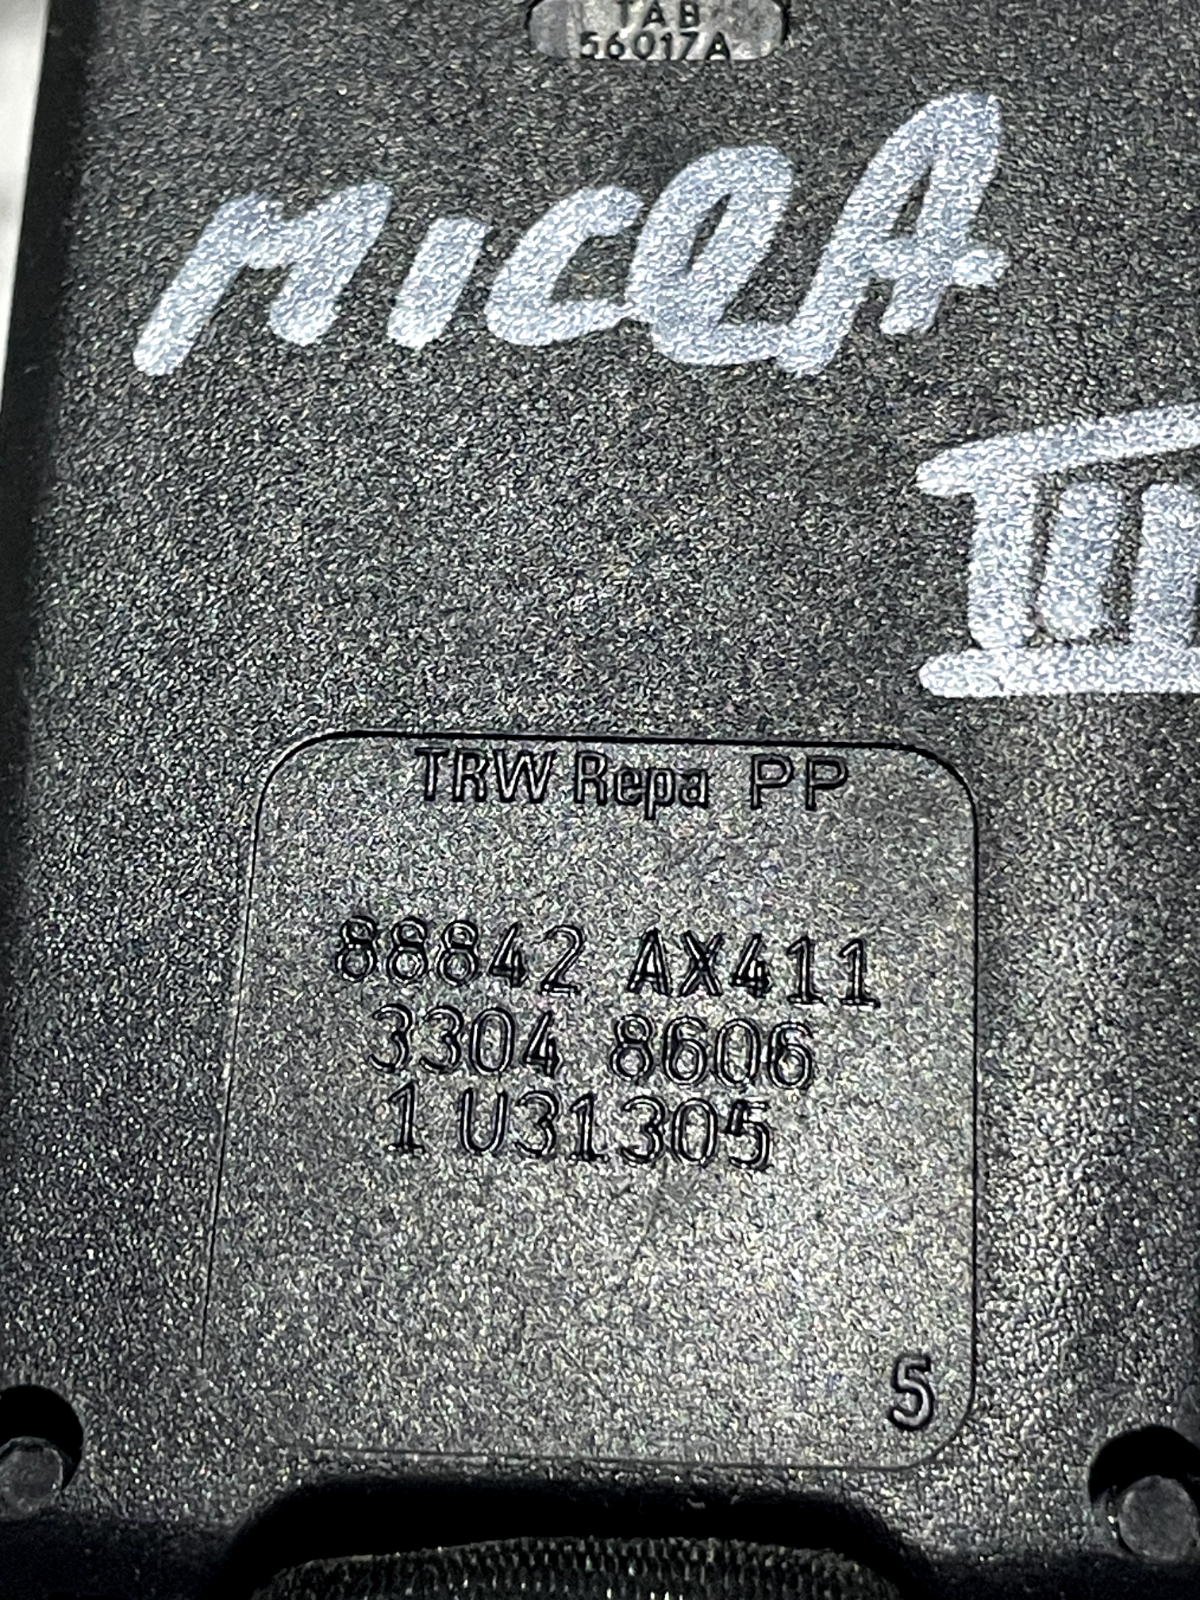 TAB
56017A
MICRA
III
TRW Repa PP
88842 AX411
3304 8606
1 U31305
5